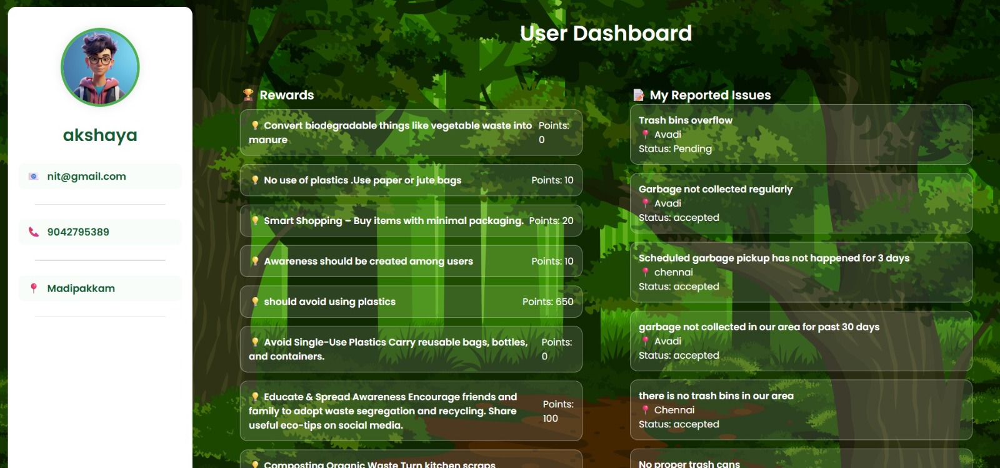 akshaya
nit@gmail.com
9042795389
Madipakkam
User Dashboard
Rewards
Convert biodegradable things like vegetable waste into
manure
Points:
0
No use of plastics .Use paper or jute bags
Points: 10
Smart Shopping – Buy items with minimal packaging.
Points: 20
Awareness should be created among users
Points: 10
should avoid using plastics
Points: 650
Avoid Single-Use Plastics Carry reusable bags, bottles,
and containers.
Points:
0
Educate & Spread Awareness Encourage friends and
family to adopt waste segregation and recycling. Share
useful eco-tips on social media.
Points:
100
Composting Organic Waste Turn kitchen scraps
My Reported Issues
Trash bins overflow
Avadi
Status: Pending
Garbage not collected regularly
Avadi
Status: accepted
Scheduled garbage pickup has not happened for 3 days
chennai
Status: accepted
garbage not collected in our area for past 30 days
Avadi
Status: accepted
there is no trash bins in our area
Chennai
Status: accepted
No proper trash cans